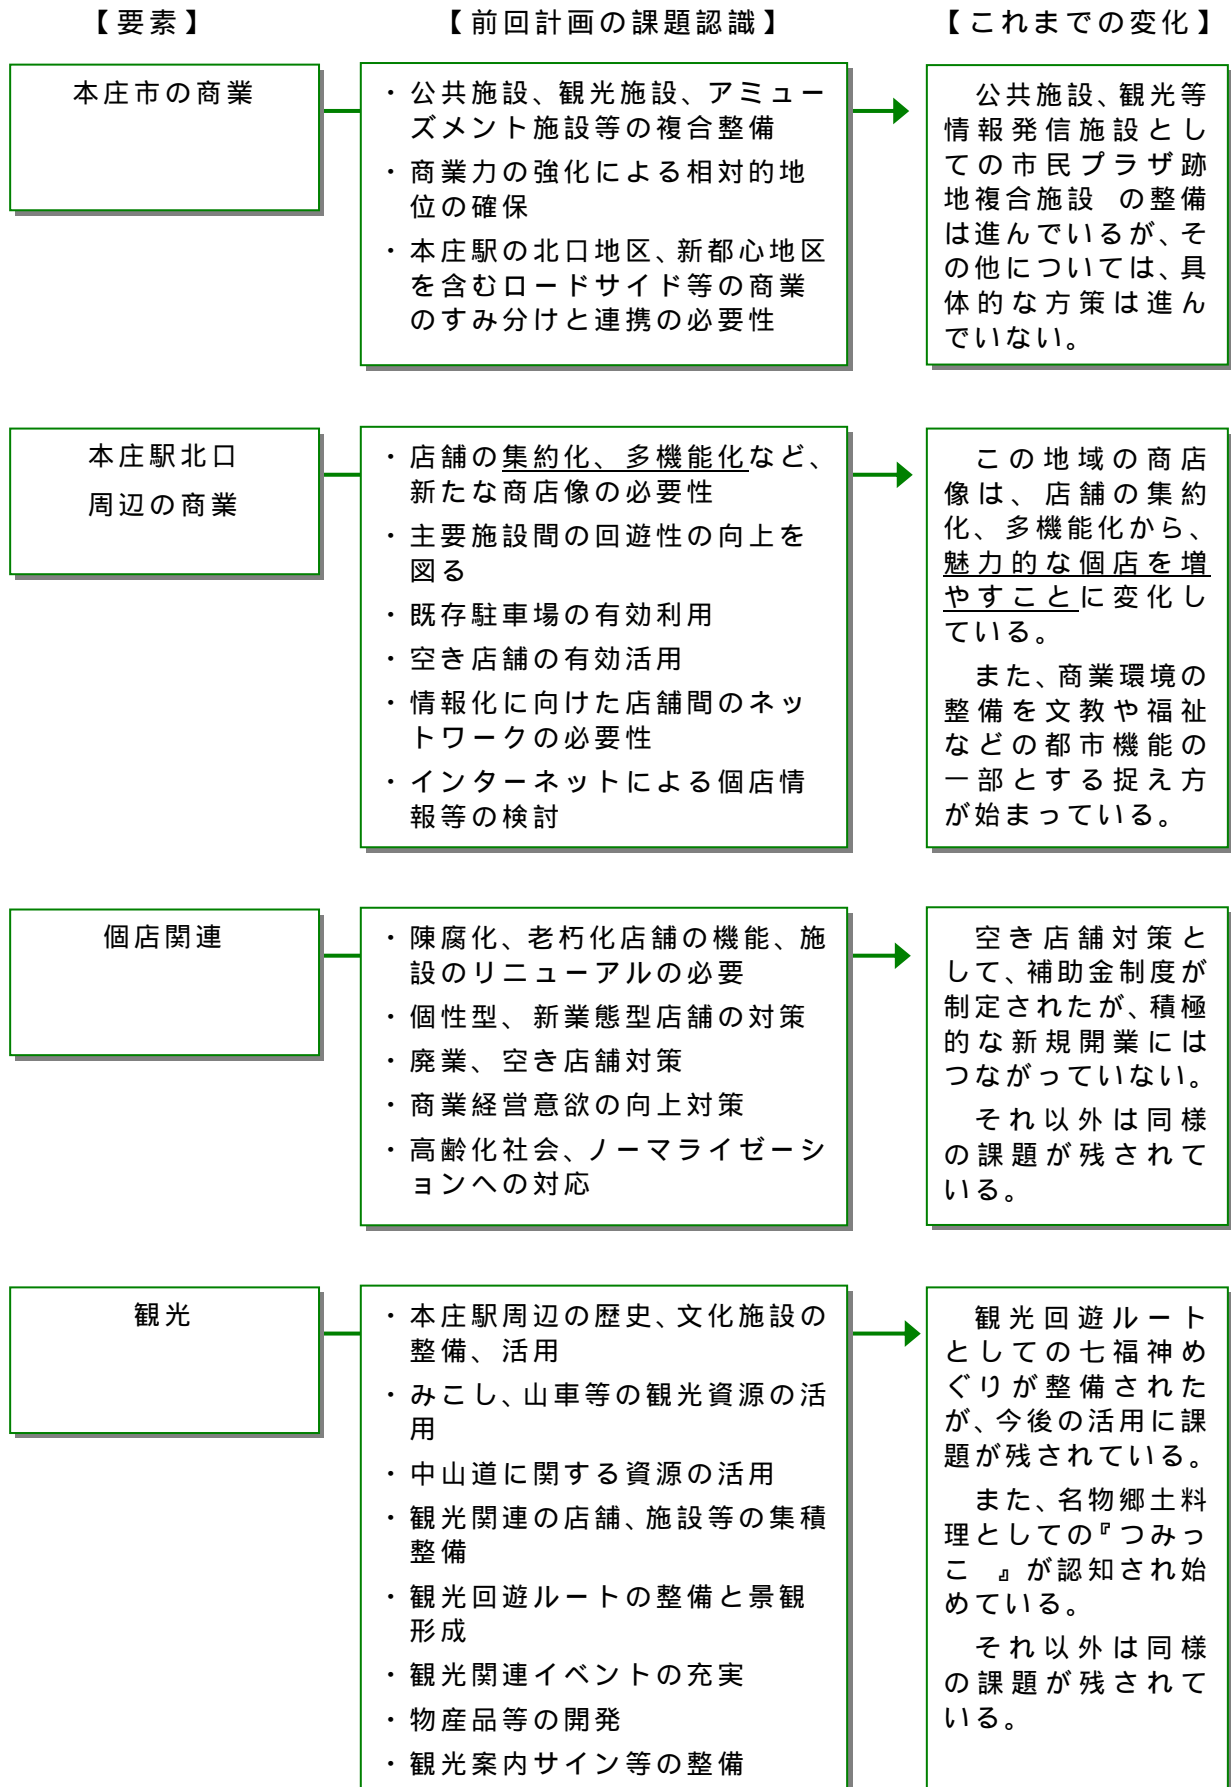 【要素】
【前回計画の課題認識】
【これまでの変化】
本庄市の商業
・公共施設、観光施設、アミュー
ズメント施設等の複合整備
・商業力の強化による相対的地
位の確保
・本庄駅の北口地区、新都心地区
を含むロードサイド等の商業
のすみ分けと連携の必要性
公共施設、観光等
情報発信施設とし
ての市民プラザ跡
地複合施設 の整備
は進んでいるが、そ
の他については、具
体的な方策は進ん
でいない。
本庄駅北口
周辺の商業
・店舗の集約化、多機能化など、
新たな商店像の必要性
・主要施設間の回遊性の向上を
図る
・既存駐車場の有効利用
・空き店舗の有効活用
・情報化に向けた店舗間のネッ
トワークの必要性
・インターネットによる個店情
報等の検討
この地域の商店
像は、店舗の集約
化、多機能化から、
魅力的な個店を増
やすことに変化し
ている。
また、商業環境の
整備を文教や福祉
などの都市機能の
一部とする捉え方
が始まっている。
個店関連
・陳腐化、老朽化店舗の機能、施
設のリニューアルの必要
・個性型、新業態型店舗の対策
・廃業、空き店舗対策
・商業経営意欲の向上対策
・高齢化社会、ノーマライゼーシ
ョンへの対応
空き店舗対策と
して、補助金制度が
制定されたが、積極
的な新規開業には
つながっていない。
それ以外は同様
の課題が残されて
いる。
観光
・本庄駅周辺の歴史、文化施設の
整備、活用
・みこし、山車等の観光資源の活
用
・中山道に関する資源の活用
・観光関連の店舗、施設等の集積
整備
・観光回遊ルートの整備と景観
形成
・観光関連イベントの充実
・物産品等の開発
・観光案内サイン等の整備
観光回遊ルート
としての七福神め
ぐりが整備された
が、今後の活用に課
題が残されている。
また、名物郷土料
理としての『つみっ
こ 』が認知され始
めている。
それ以外は同様
の課題が残されて
いる。